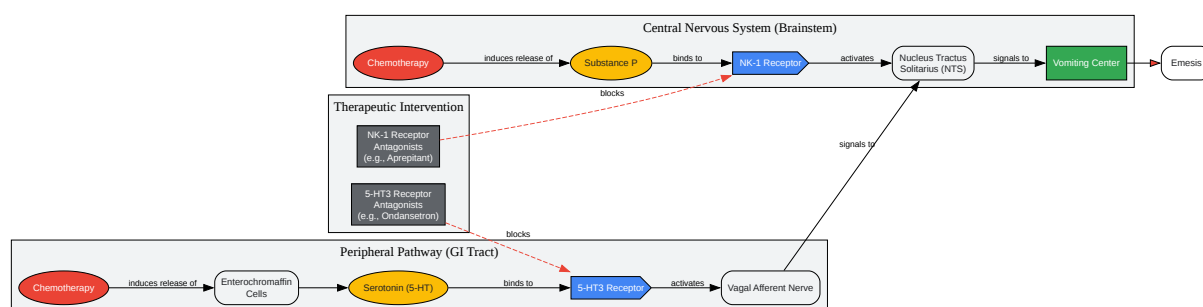 Central Nervous System (Brainstem)
Chemotherapy
induces release of
Substance P
binds to
NK-1 Receptor
activates
Nucleus Tractus
Solitarius (NTS)
signals to
Vomiting Center
Emesis
blocks
Therapeutic Intervention
NK-1 Receptor
Antagonists
(e.g., Aprepitant)
signals to
5-HT3 Receptor
Antagonists
(e.g., Ondansetron)
blocks
Peripheral Pathway (GI Tract)
Chemotherapy
induces release of
Enterochromaffin
Cells
Serotonin (5-HT)
binds to
5-HT3 Receptor
activates
Vagal Afferent Nerve